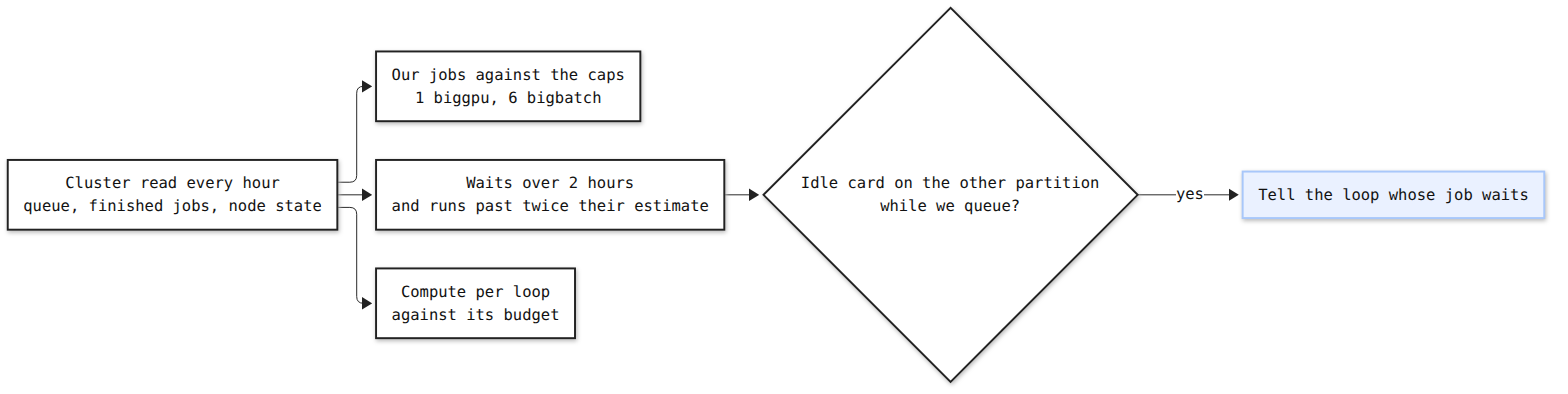 Cluster read every hour
queue, finished jobs, node state
Our jobs against the caps
1 biggpu, 6 bigbatch
Waits over 2 hours
and runs past twice their estimate
Compute per loop
against its budget
Idle card on the other partition
while we queue?
yes
Tell the loop whose job waits